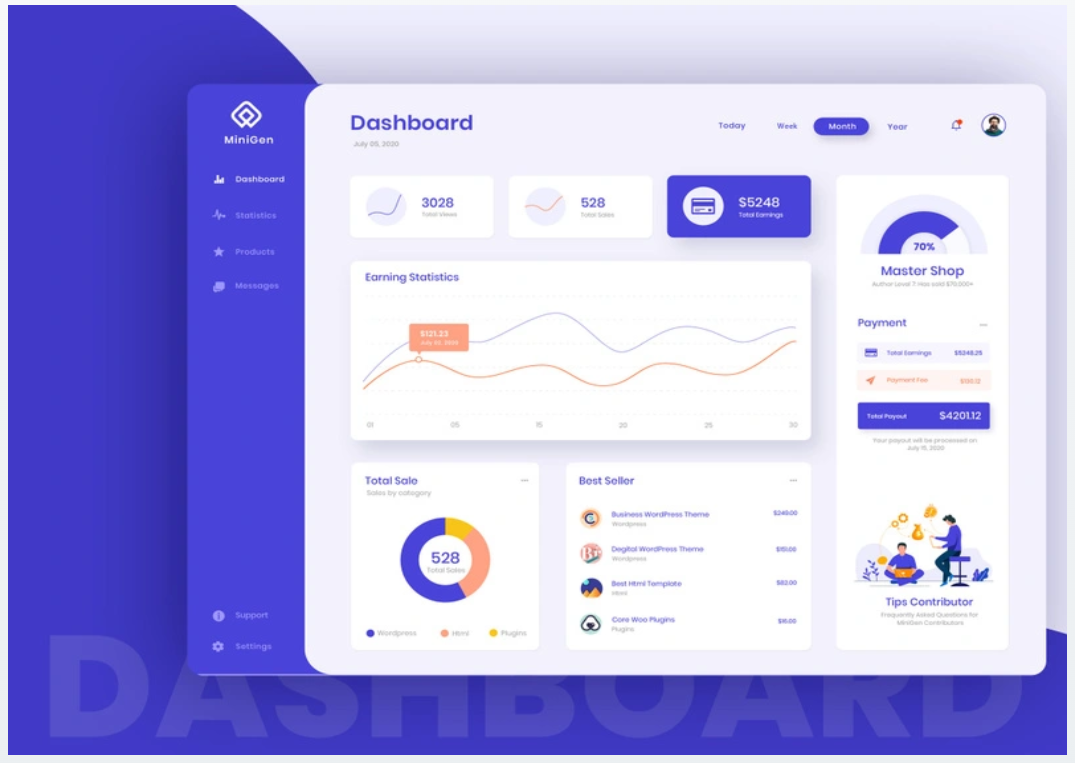 MiniGen
Dashboard
Statistics
Products
Messages
Support
Settings
Dashboard
July 05, 2020
Today
Week
Month
Year
3028
Total Views
528
Total Sales
$5248
Total Earnings
Earning Statistics
$121.23
July 02, 2020
01
05
15
20
25
30
Total Sale
Sales by category
528
Total Sales
Wordpress
Html
Plugins
Best Seller
Business WordPress Theme
$249.00
Wordpress
Degital WordPress Theme
$151.00
Wordpress
Best Html Template
$82.00
Core Woo Plugins
$16.00
Plugins
70%
Master Shop
Author Level 7. Has sold $70,000+
Payment
Total Earnings
$5248.25
Payment Fee
Total Payout
$4201.12
Your payout will be processed on
July 15, 2020
Tips Contributor
Frequently Asked Questions for
MiniGen Contributors
DASHBOARD